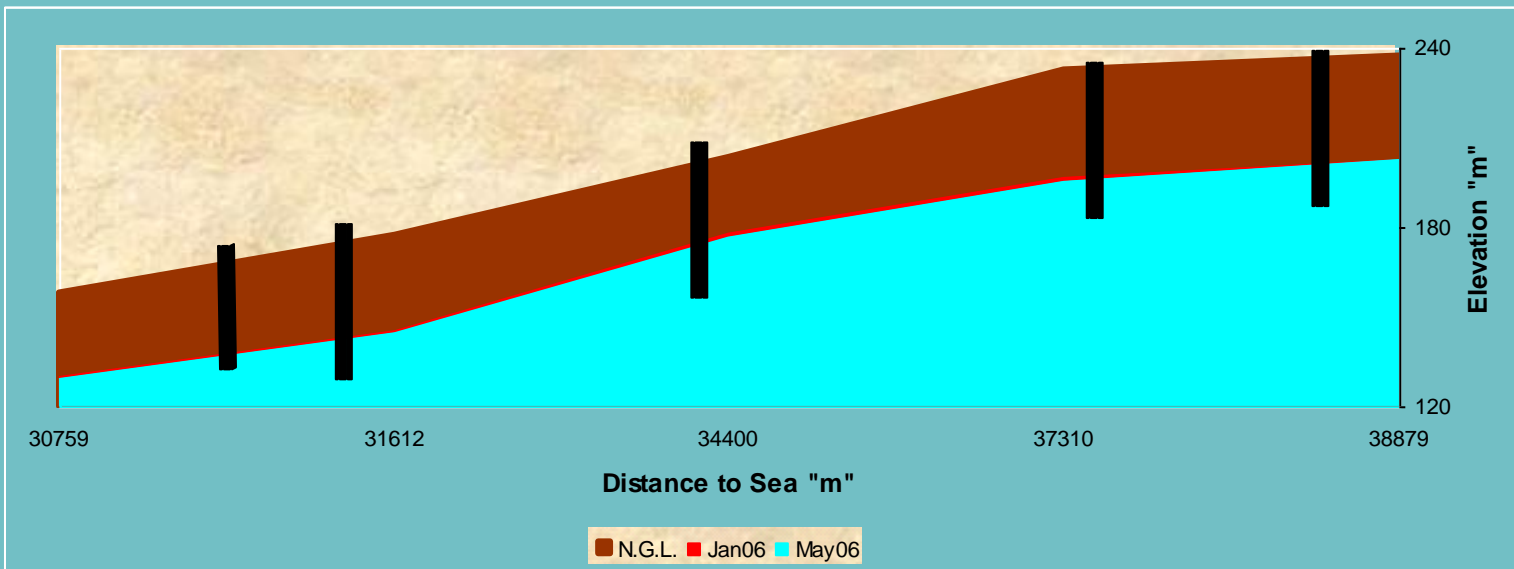 240
180
120
Elevation "m"
30759 31612 34400 37310 38879
Distance to Sea "m"
N.G.L. Jan06 May06